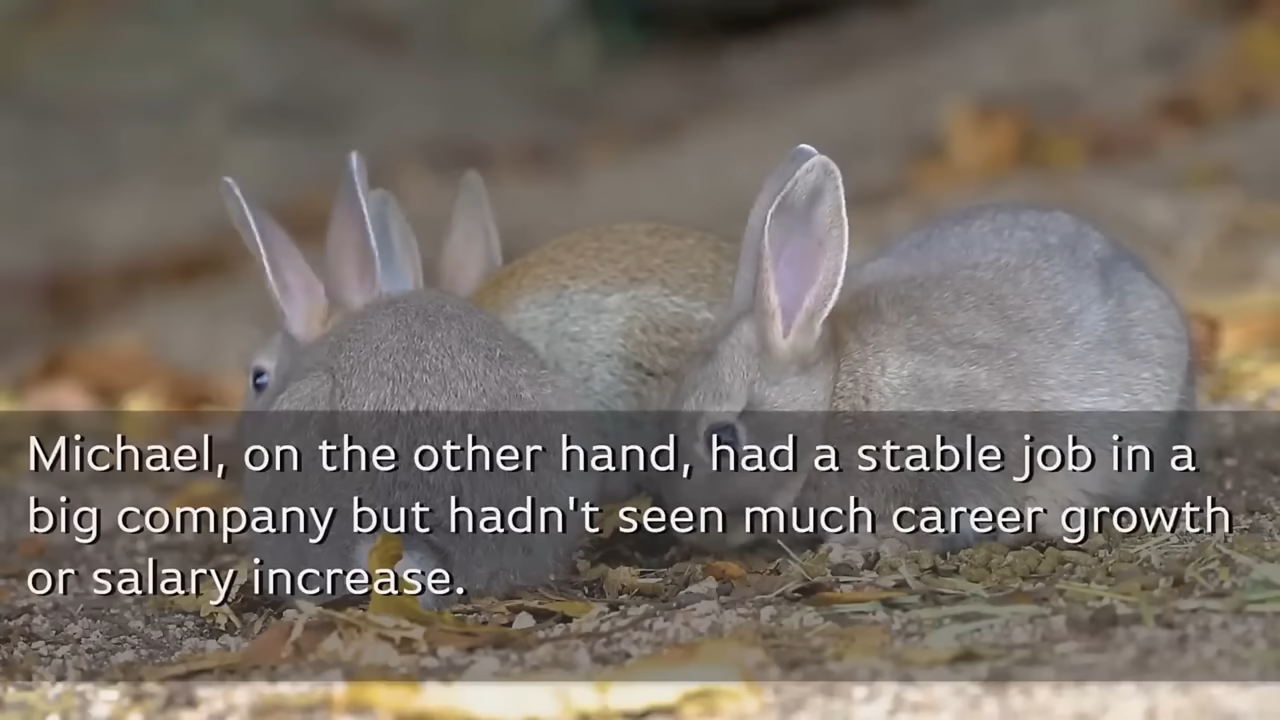 Michael, on the other hand, had a stable job in a
big company but hadn't seen much career growth
or salary increase.